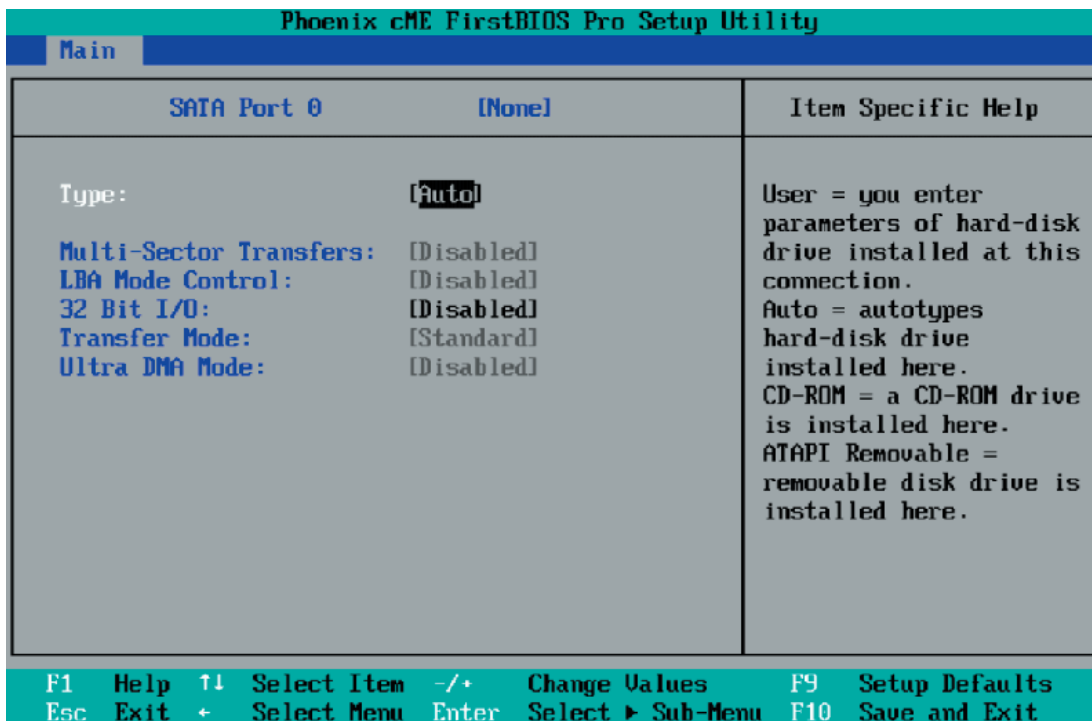 Phoenix cME FirstBIOS Pro Setup Utility
Main
SATA Port 0 [None]
Item Specific Help
Type: [Auto]
Multi-Sector Transfers: [Disabled]
LBA Mode Control: [Disabled]
32 Bit I/O: [Disabled]
Transfer Mode: [Standard]
Ultra DMA Mode: [Disabled]
User = you enter
parameters of hard-disk
drive installed at this
connection.
Auto = autotypes
hard-disk drive
installed here.
CD-ROM = a CD-ROM drive
is installed here.
ATAPI Removable =
removable disk drive is
installed here.
F1 Help ↑↓ Select Item -/+ Change Values F9 Setup Defaults
Esc Exit ← Select Menu Enter Select ▶ Sub-Menu F10 Save and Exit